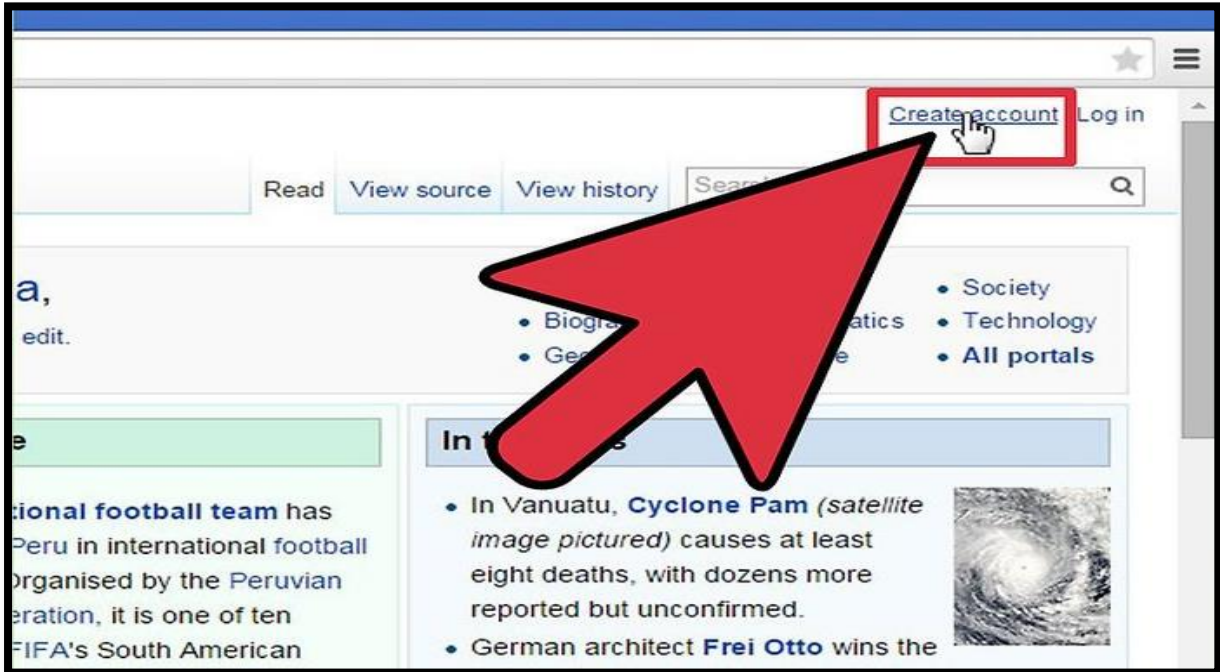 Create account Log in
Read View source View history
a,
edit.
Society
Technology
All portals
e
tional football team has
Peru in international football
Organised by the Peruvian
eration, it is one of ten
FIFA's South American
In
In Vanuatu, Cyclone Pam (satellite
image pictured) causes at least
eight deaths, with dozens more
reported but unconfirmed.
German architect Frei Otto wins the